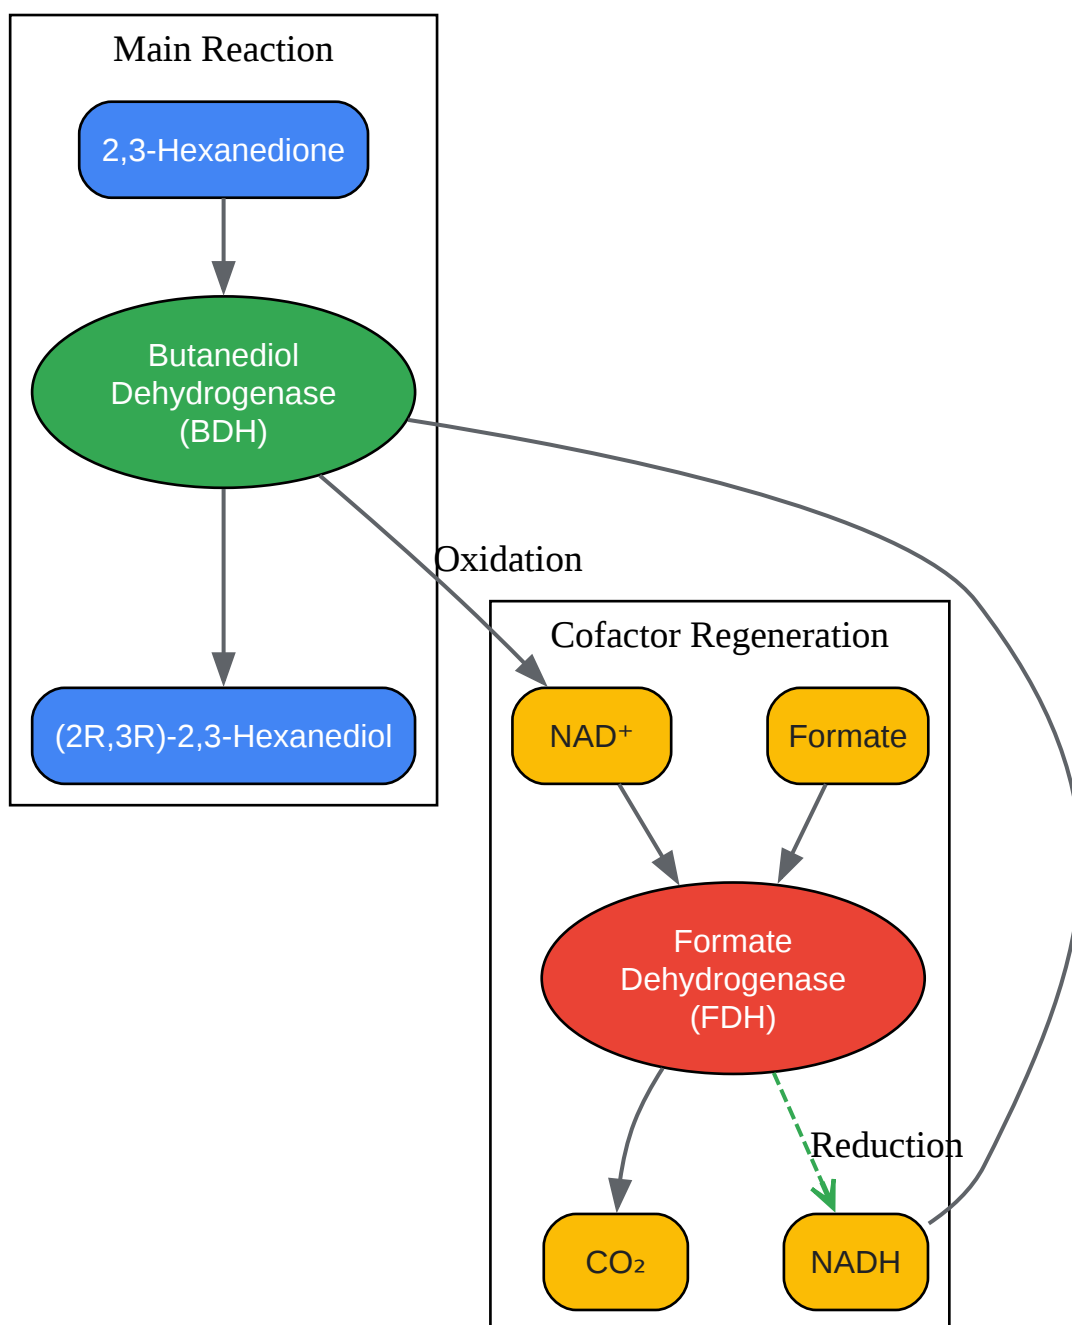 Main Reaction
2,3-Hexanedione
Butanediol
Dehydrogenase
(BDH)
Oxidation
Cofactor Regeneration
(2R,3R)-2,3-Hexanediol
NAD⁺
Formate
Formate
Dehydrogenase
(FDH)
Reduction
CO₂
NADH